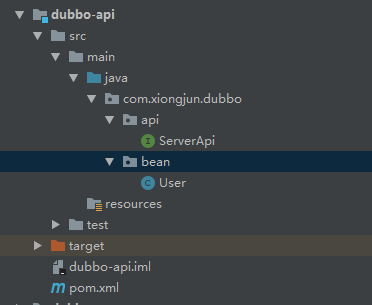 dubbo-api
src
main
java
com.xiongjun.dubbo
api
I ServerApi
bean
C User
resources
test
target
dubbo-api.iml
m pom.xml